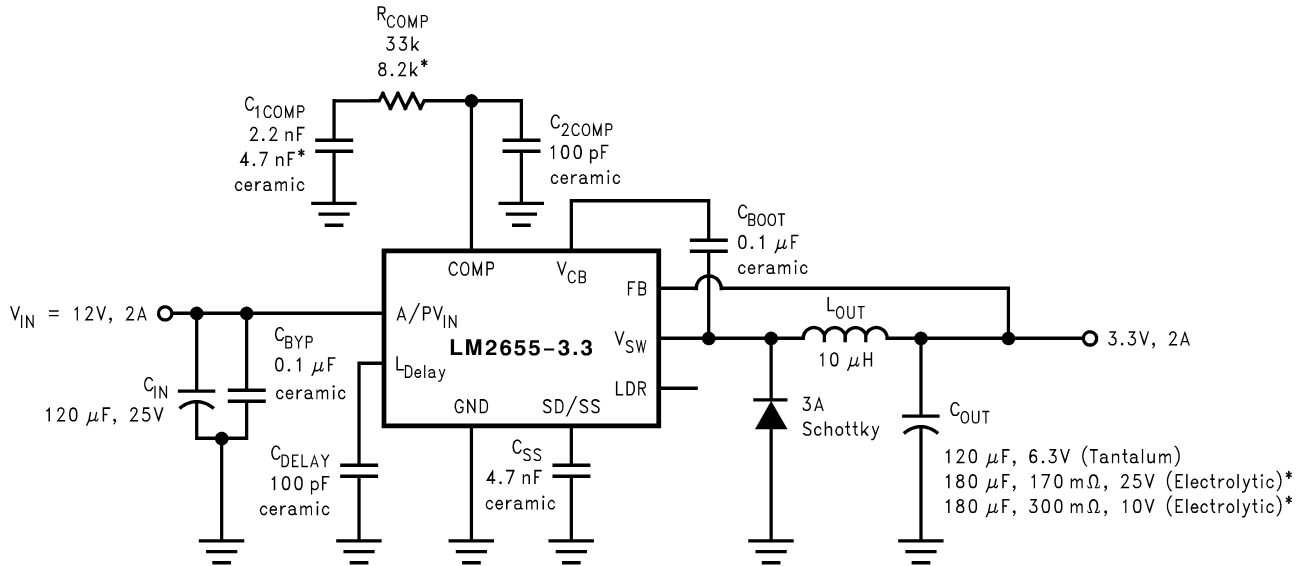 R_COMP
33k
8.2k*
C_1COMP
2.2 nF
4.7 nF*
ceramic
C_2COMP
100 pF
ceramic
C_BOOT
0.1 μF
ceramic
COMP
V_CB
FB
V_IN = 12V, 2A
A/PV_IN
LM2655-3.3
V_SW
L_OUT
10 μH
3.3V, 2A
C_BYP
0.1 μF
ceramic
L_Delay
LDR
C_IN
120 μF, 25V
GND
SD/SS
3A
Schottky
C_OUT
120 μF, 6.3V (Tantalum)
180 μF, 170 mΩ, 25V (Electrolytic)*
180 μF, 300 mΩ, 10V (Electrolytic)*
C_DELAY
100 pF
ceramic
C_SS
4.7 nF
ceramic